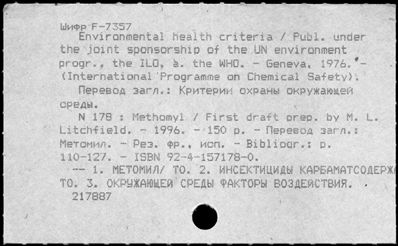 Шифр F-7357
Environmental health criteria / Publ. under
the joint sponsorship of the UN environment
progr., the ILO, a. the WHO. - Geneva, 1976. -
(International Programme on Chemical Safety).
Перевод загл.: Критерии охраны окружающей
среды.
N 178 : Methomyl / First draft prep. by M. L.
Litchfield. - 1996. - 150 p. - Перевод загл.:
Метомил. - Рез. фр., исп. - Библиогр.: p.
110-127. - ISBN 92-4-157178-0.
-- 1. МЕТОМИЛ/ ТО. 2. ИНСЕКТИЦИДЫ КАРБАМАТСОДЕРЖА
ТО. 3. ОКРУЖАЮЩЕЙ СРЕДЫ ФАКТОРЫ ВОЗДЕЙСТВИЯ.
217887